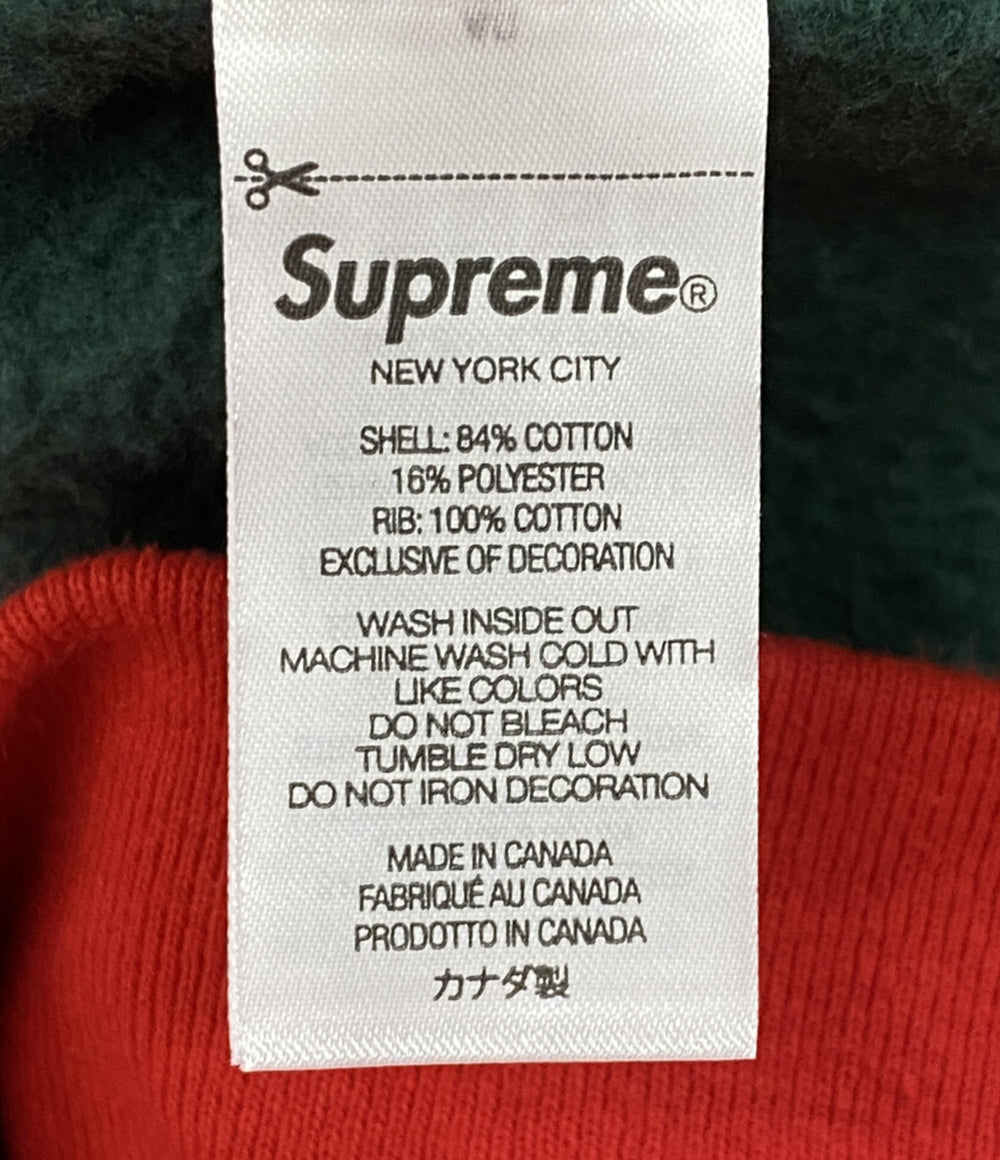 Supreme®
NEW YORK CITY
SHELL: 84% COTTON
16% POLYESTER
RIB: 100% COTTON
EXCLUSIVE OF DECORATION
WASH INSIDE OUT
MACHINE WASH COLD WITH
LIKE COLORS
DO NOT BLEACH
TUMBLE DRY LOW
DO NOT IRON DECORATION
MADE IN CANADA
FABRIQUÉ AU CANADA
PRODOTTO IN CANADA
カナダ製